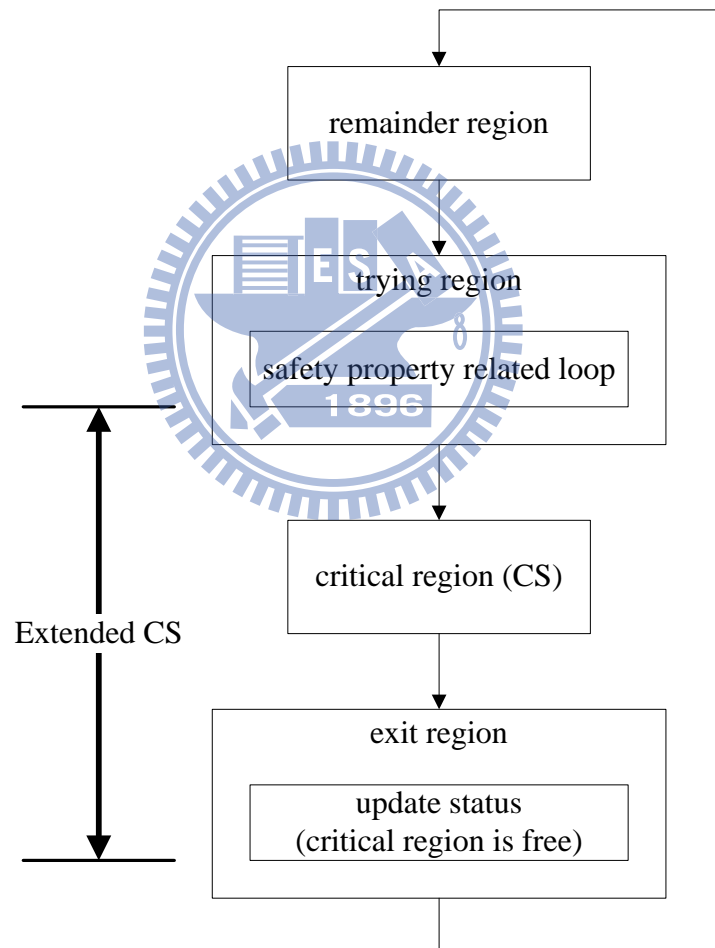 remainder region
E S A
trying region
safety property related loop
1896
critical region (CS)
Extended CS
exit region
update status
(critical region is free)